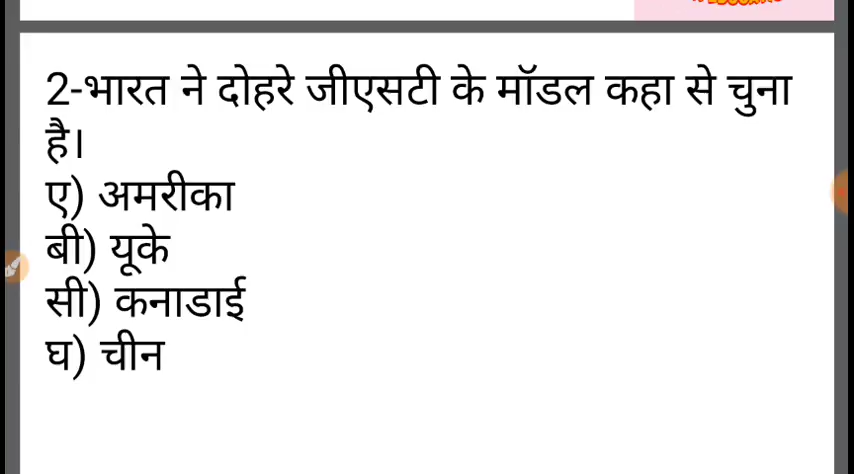 2-भारत ने दोहरे जीएसटी के मॉडल कहा से चुना
है।
ए) अमरीका
बी) यूके
सी) कनाडाई
घ) चीन